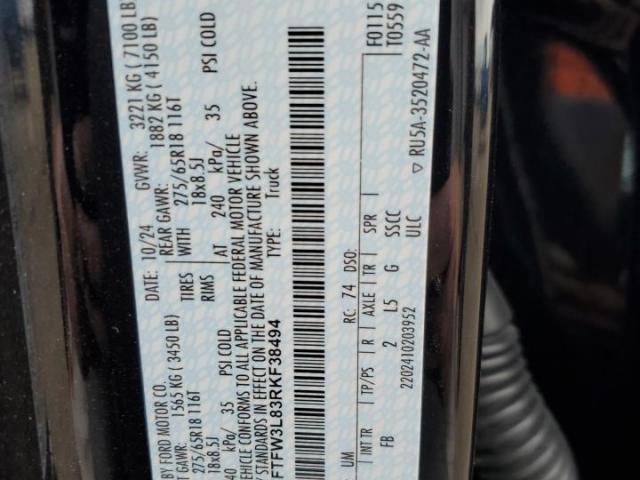 BY FORD MOTOR CO. DATE: 10/24 GVWR: 3221 KG ( 7100 LB
T GAWR: 1565 KG ( 3450 LB) REAR GAWR: 1882 KG ( 4150 LB)
275/65R18 116T TIRES WITH 275/65R18 116T
18x8.5J RIMS 18x8.5J
240 kPa/ 35 PSI COLD AT 240 kPa/ 35 PSI COLD
VEHICLE CONFORMS TO ALL APPLICABLE FEDERAL MOTOR VEHICLE
STANDARDS IN EFFECT ON THE DATE OF MANUFACTURE SHOWN ABOVE.
FTFW3L83RKF38494 TYPE: Truck
F0115
T0559
UM RC: 74 DSO:
INT TR TP/PS R AXLE TR SPR
FB 2 L5 G SSCC
2202410203952 ULC
▽ RU5A-3520472-AA